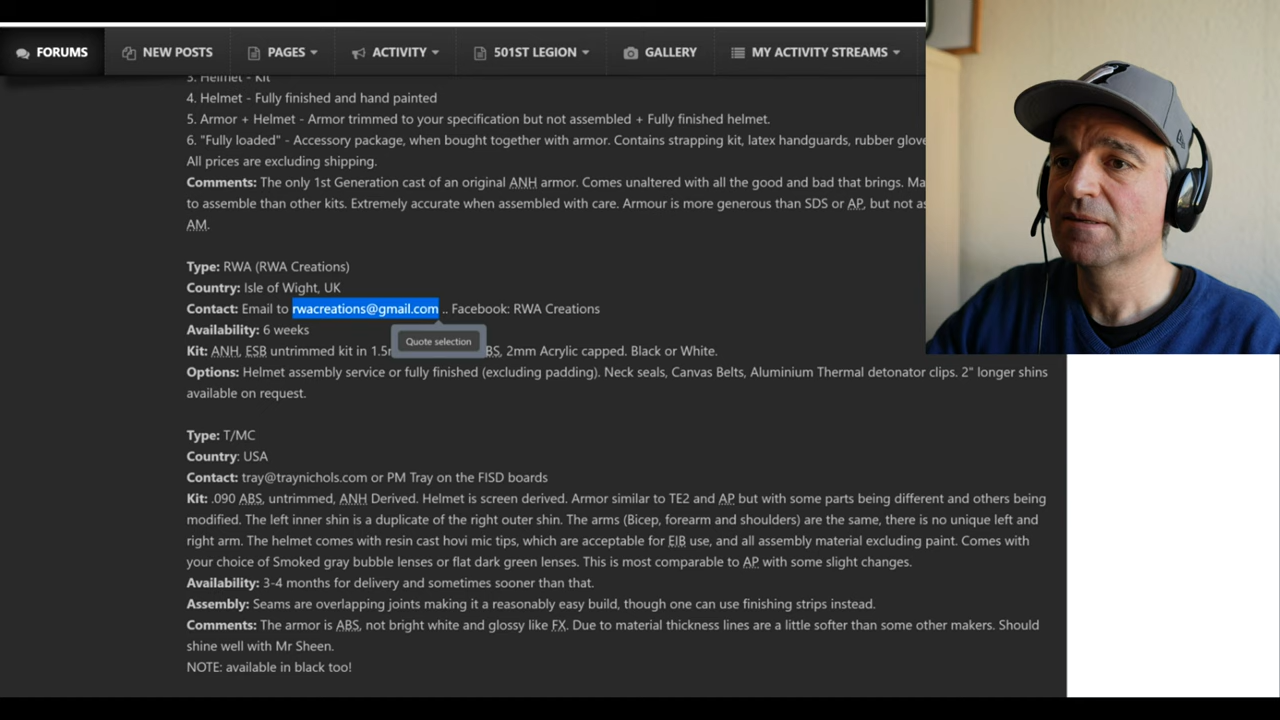 FORUMS NEW POSTS PAGES ACTIVITY 501ST LEGION GALLERY MY ACTIVITY STREAMS
3. Helmet - Kit
4. Helmet - Fully finished and hand painted
5. Armor + Helmet - Armor trimmed to your specification but not assembled + Fully finished helmet.
6. "Fully loaded" - Accessory package, when bought together with armor. Contains strapping kit, latex handguards, rubber glove
All prices are excluding shipping.
Comments: The only 1st Generation cast of an original ANH armor. Comes unaltered with all the good and bad that brings. Ma
to assemble than other kits. Extremely accurate when assembled with care. Armour is more generous than SDS or AP, but not as
AM.
Type: RWA (RWA Creations)
Country: Isle of Wight, UK
Contact: Email to rwacreations@gmail.com .. Facebook: RWA Creations
Availability: 6 weeks
Quote selection
Kit: ANH, ESB untrimmed kit in 1.5 BS, 2mm Acrylic capped. Black or White.
Options: Helmet assembly service or fully finished (excluding padding). Neck seals, Canvas Belts, Aluminium Thermal detonator clips. 2" longer shins
available on request.
Type: T/MC
Country: USA
Contact: tray@traynichols.com or PM Tray on the FISD boards
Kit: .090 ABS, untrimmed, ANH Derived. Helmet is screen derived. Armor similar to TE2 and AP but with some parts being different and others being
modified. The left inner shin is a duplicate of the right outer shin. The arms (Bicep, forearm and shoulders) are the same, there is no unique left and
right arm. The helmet comes with resin cast hovi mic tips, which are acceptable for EIB use, and all assembly material excluding paint. Comes with
your choice of Smoked gray bubble lenses or flat dark green lenses. This is most comparable to AP with some slight changes.
Availability: 3-4 months for delivery and sometimes sooner than that.
Assembly: Seams are overlapping joints making it a reasonably easy build, though one can use finishing strips instead.
Comments: The armor is ABS, not bright white and glossy like FX. Due to material thickness lines are a little softer than some other makers. Should
shine well with Mr Sheen.
NOTE: available in black too!